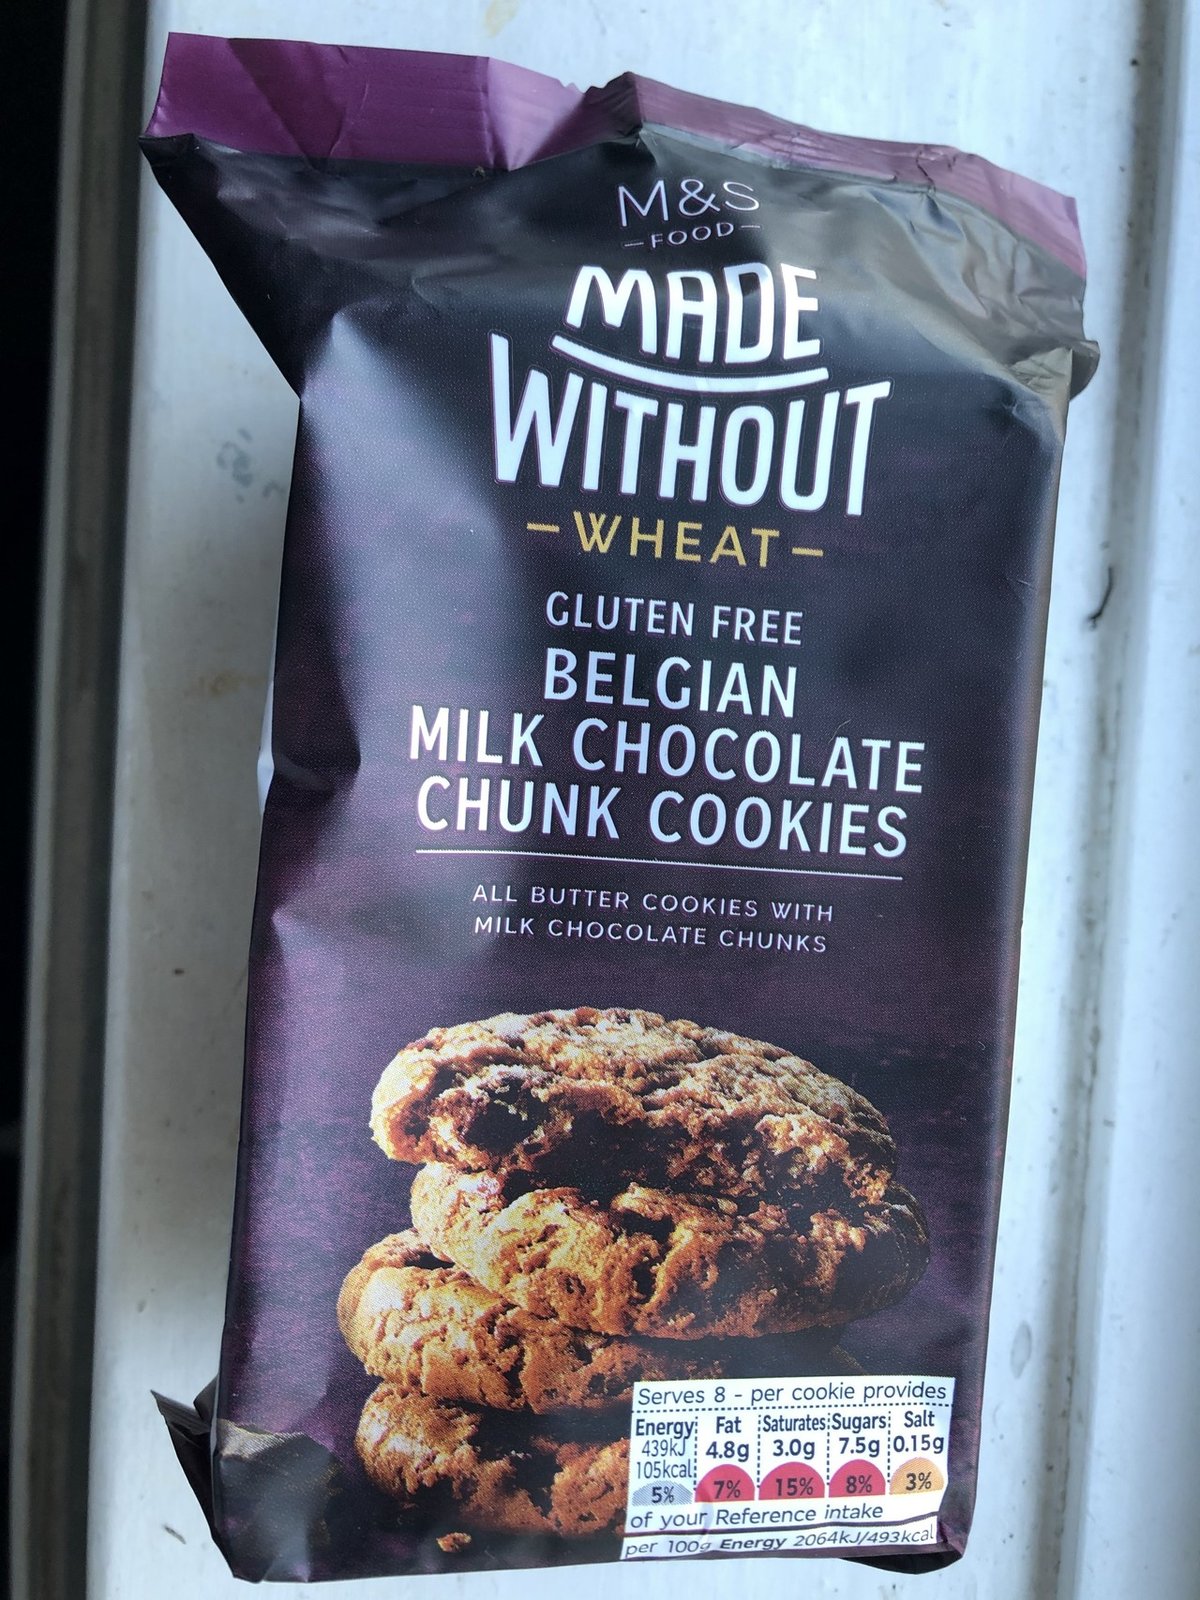 M&S
FOOD
MADE
WITHOUT
WHEAT
GLUTEN FREE
BELGIAN
MILK CHOCOLATE
CHUNK COOKIES
ALL BUTTER COOKIES WITH
MILK CHOCOLATE CHUNKS
Serves 8 - per cookie provides
Energy Fat Saturates Sugars Salt
439kJ 4.8g 3.0g 7.5g 0.15g
105kcal
5% 7% 15% 8% 3%
of your Reference intake
per 100g Energy 2064kJ/493kcal